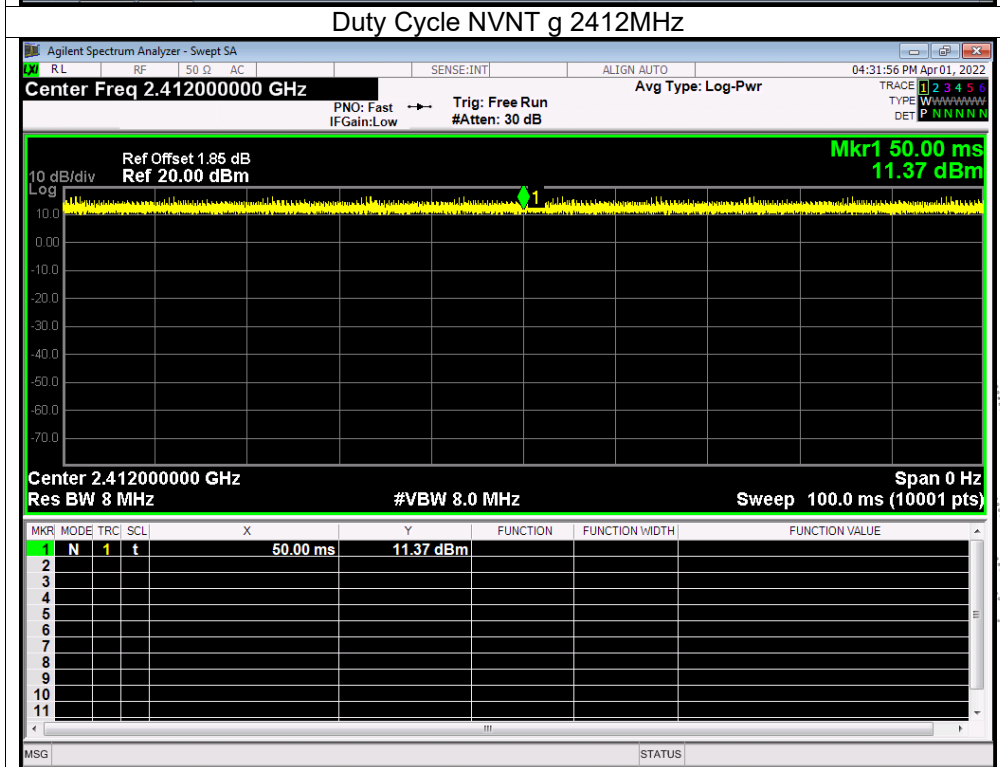 Duty Cycle NVNT g 2412MHz
Agilent Spectrum Analyzer - Swept SA
LXI RL RF 50 Ω AC SENSE:INT ALIGN AUTO 04:31:56 PM Apr 01, 2022
Center Freq 2.412000000 GHz Avg Type: Log-Pwr TRACE 1 2 3 4 5 6
PNO: Fast Trig: Free Run TYPE WWWWWW
IFGain:Low #Atten: 30 dB DET P N N N N N
Mkr1 50.00 ms
Ref Offset 1.85 dB
10 dB/div Ref 20.00 dBm 11.37 dBm
Log
1
10.0
0.00
-10.0
-20.0
-30.0
-40.0
-50.0
-60.0
-70.0
Center 2.412000000 GHz Span 0 Hz
Res BW 8 MHz #VBW 8.0 MHz Sweep 100.0 ms (10001 pts)
MKR MODE TRC SCL X Y FUNCTION FUNCTION WIDTH FUNCTION VALUE
1 N 1 t 50.00 ms 11.37 dBm
2
3
4
5
6
7
8
9
10
11
MSG STATUS